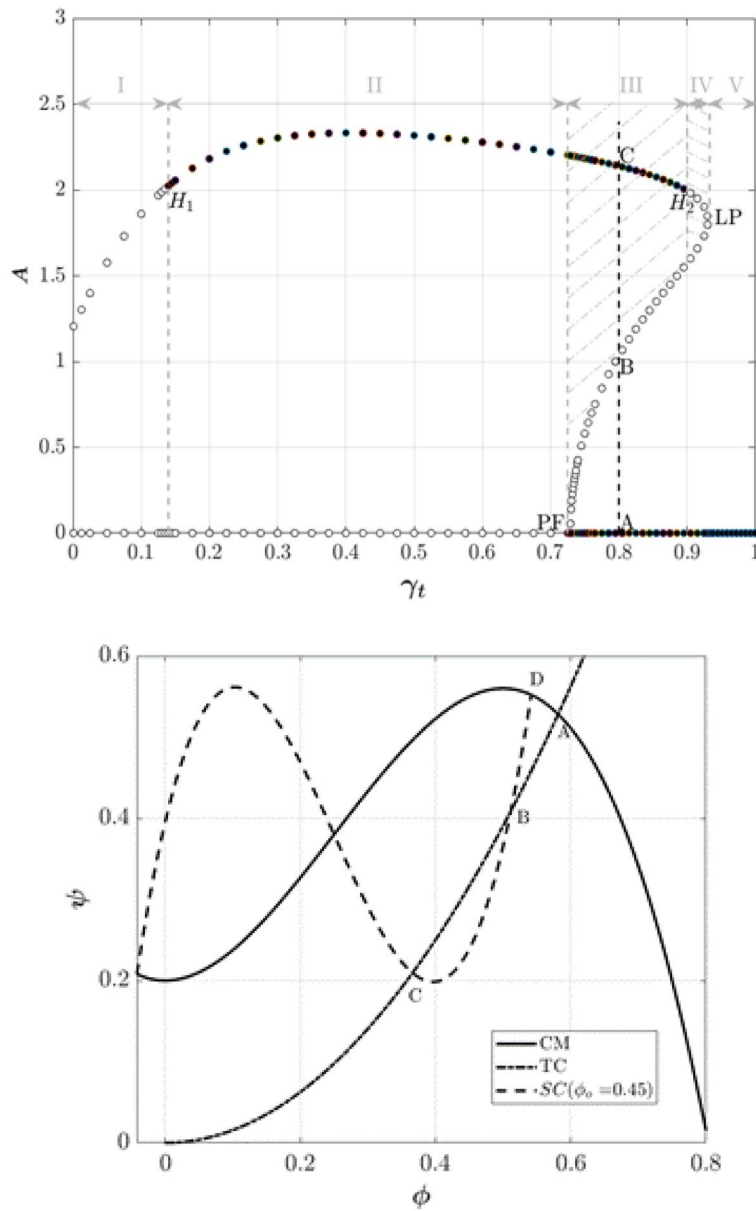 3
I II III IV V
2.5
C
2
H₁ H₂ LP
A
1.5
1
B
0.5
PF A
0
0 0.1 0.2 0.3 0.4 0.5 0.6 0.7 0.8 0.9 1
γₜ
0.6
D
A
0.4
B
ψ
0.2
C
CM
TC
SC(ϕₒ =0.45)
0
0 0.2 0.4 0.6 0.8
ϕ